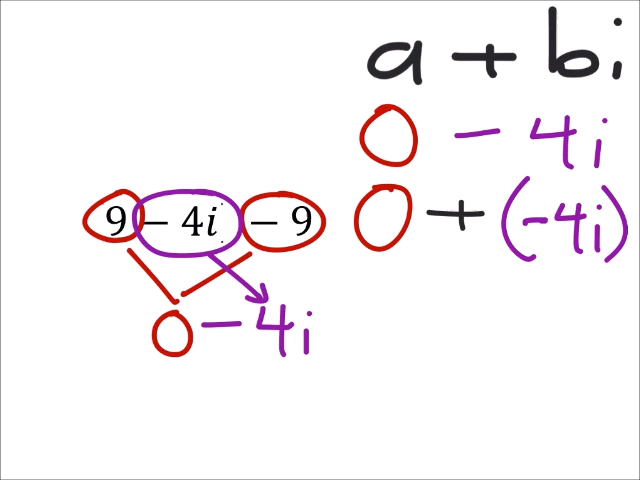 a + bi
0 - 4i
0 + (-4i)
9 − 4i − 9
0 - 4i